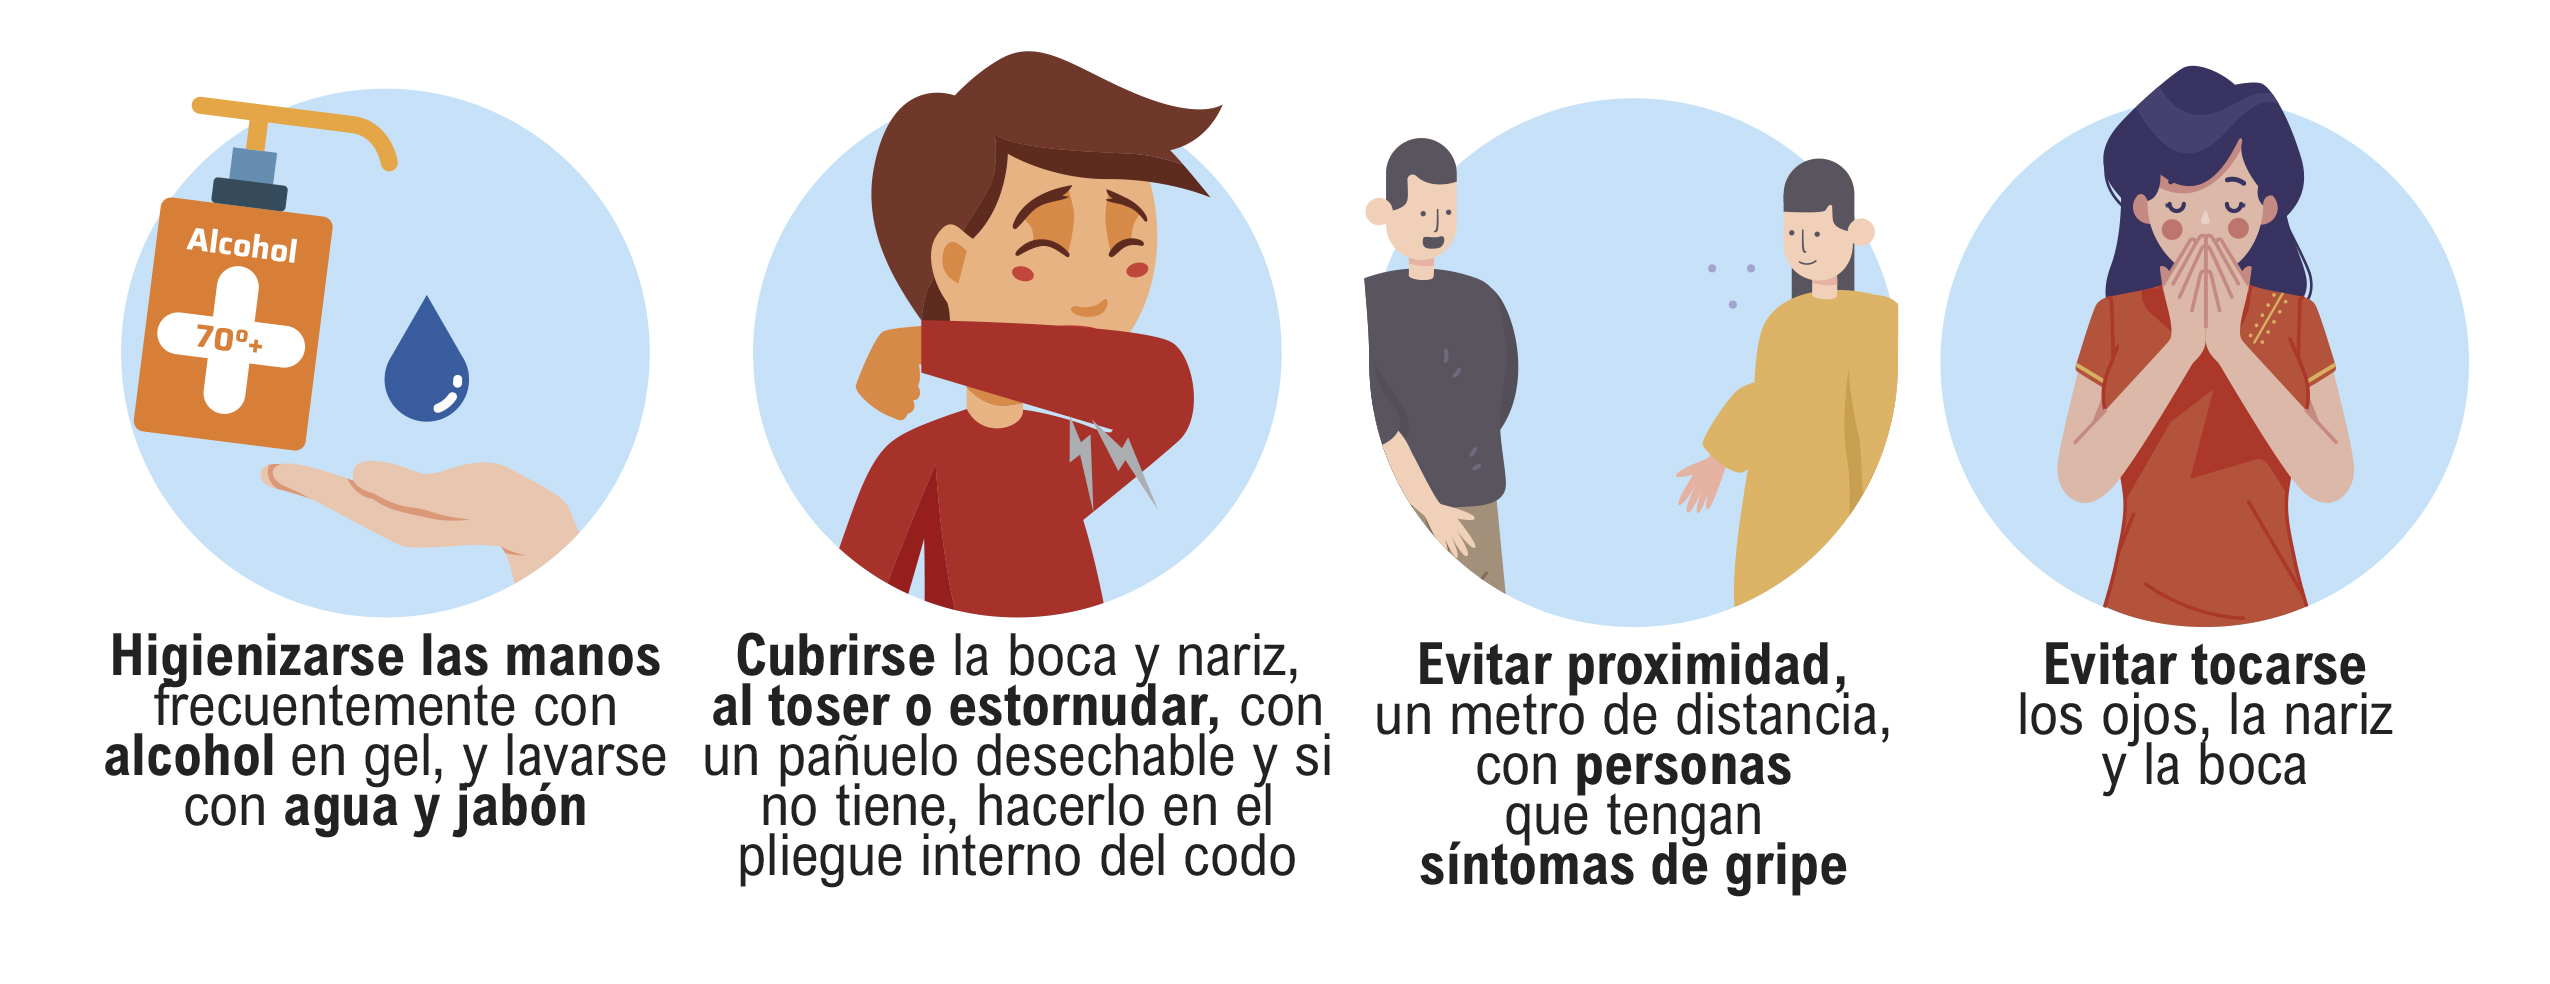 Alcohol
70º+
Higienizarse las manos
frecuentemente con
alcohol en gel, y lavarse
con agua y jabón
Cubrirse la boca y nariz,
al toser o estornudar, con
un pañuelo desechable y si
no tiene, hacerlo en el
pliegue interno del codo
Evitar proximidad,
un metro de distancia,
con personas
que tengan
síntomas de gripe
Evitar tocarse
los ojos, la nariz
y la boca